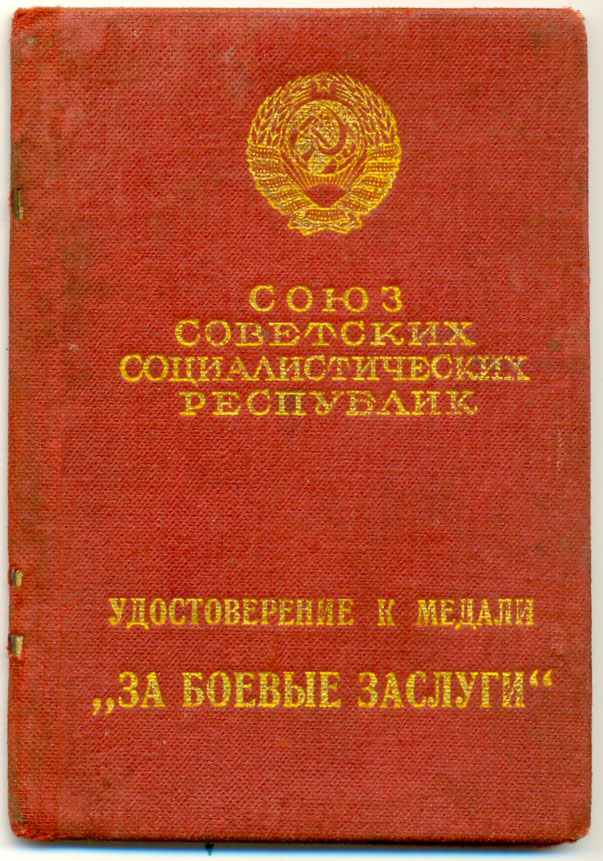 СОЮЗ
СОВЕТСКИХ
СОЦИАЛИСТИЧЕСКИХ
РЕСПУБЛИК
УДОСТОВЕРЕНИЕ К МЕДАЛИ
„ЗА БОЕВЫЕ ЗАСЛУГИ“